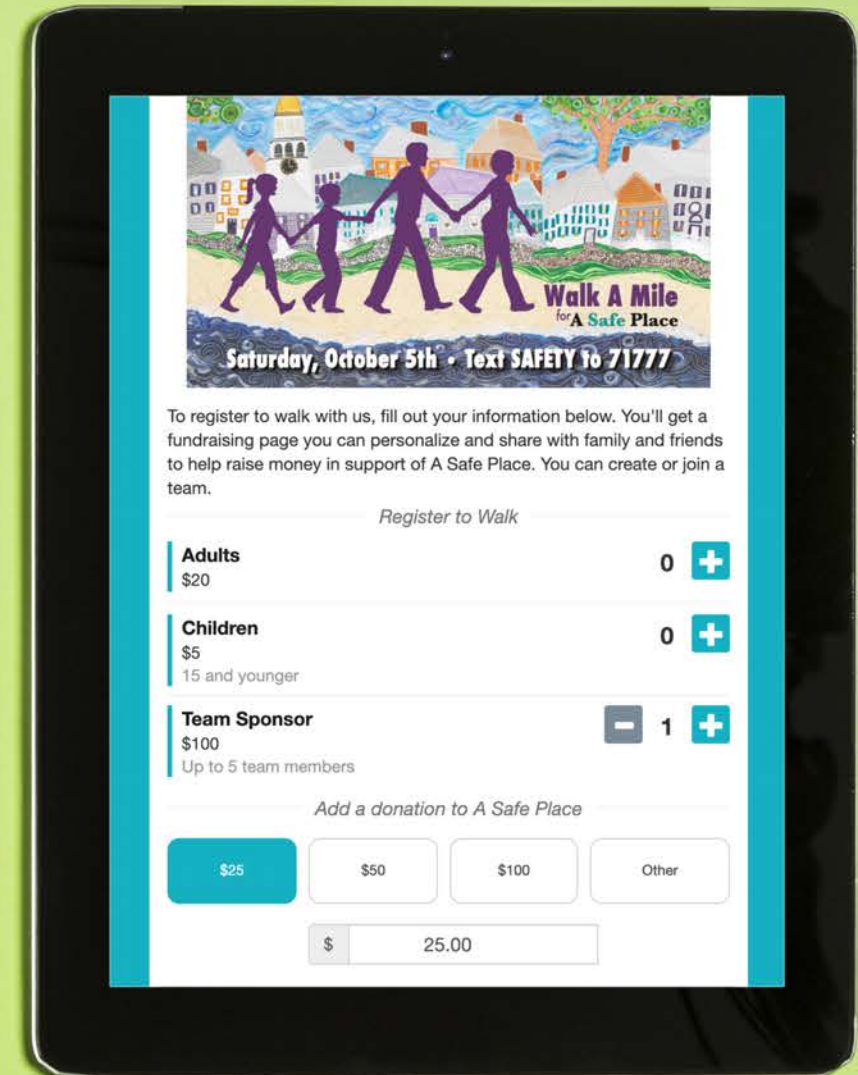 Walk A Mile
for A Safe Place
Saturday, October 5th • Text SAFETY to 71777
To register to walk with us, fill out your information below. You'll get a
fundraising page you can personalize and share with family and friends
to help raise money in support of A Safe Place. You can create or join a
team.
Register to Walk
Adults
$20
0 +
Children
$5
15 and younger
0 +
Team Sponsor
$100
Up to 5 team members
- 1 +
Add a donation to A Safe Place
$25 $50 $100 Other
$ 25.00